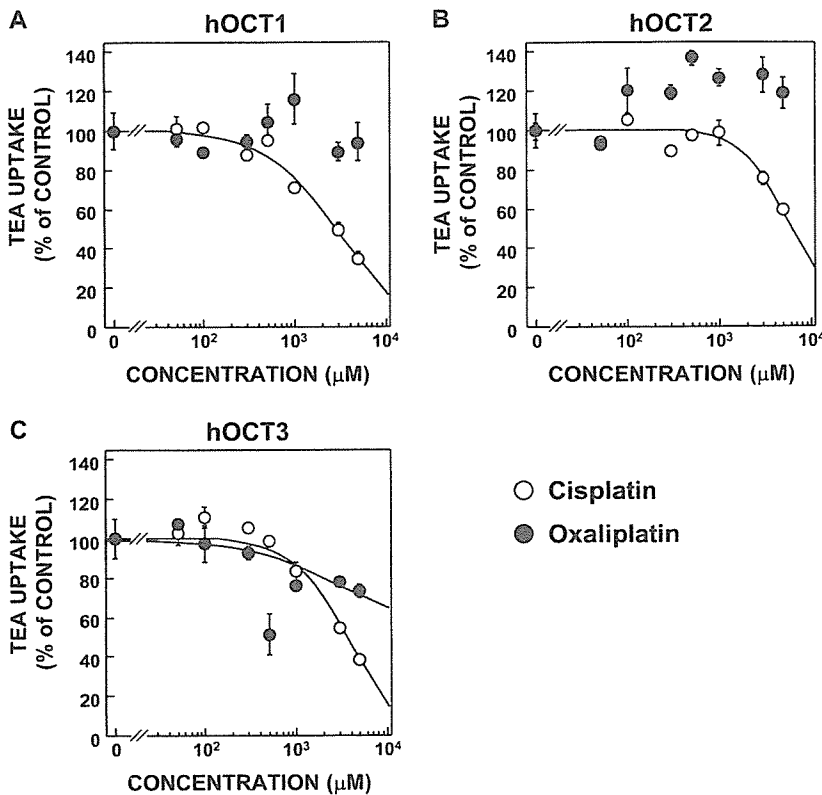 A
hOCT1
TEA UPTAKE
(% of CONTROL)
140
120
100
80
60
40
20
0
0
10²
10³
10⁴
CONCENTRATION (µM)
B
hOCT2
TEA UPTAKE
(% of CONTROL)
140
120
100
80
60
40
20
0
0
10²
10³
10⁴
CONCENTRATION (µM)
C
hOCT3
TEA UPTAKE
(% of CONTROL)
140
120
100
80
60
40
20
0
0
10²
10³
10⁴
CONCENTRATION (µM)
Cisplatin
Oxaliplatin